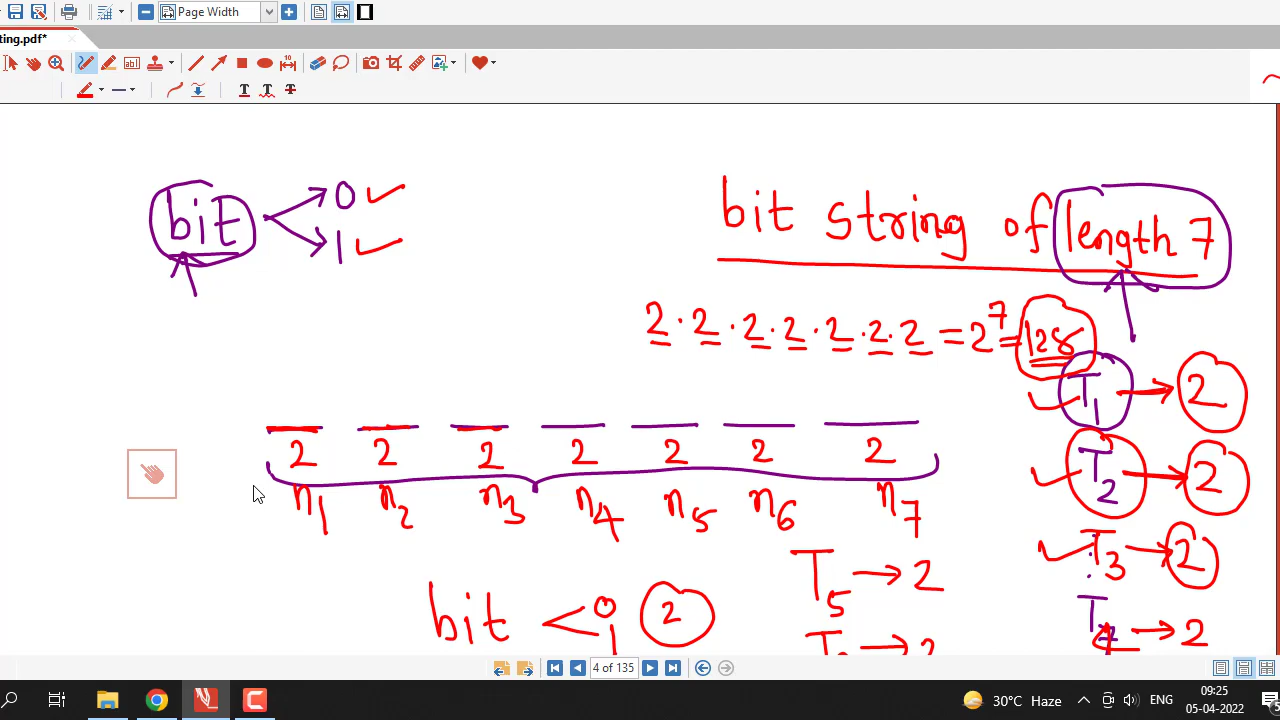 Page Width
ting.pdf*
10
T T T
bit 0
1
bit string of length 7
2 · 2 · 2 · 2 · 2 · 2 · 2 = 2^7 = 128
T1 → 2
2 2 2 2 2 2 2
n1 n2 n3 n4 n5 n6 n7
T2 → 2
T3 → 2
T5 → 2
bit < 0 2
1
T4 → 2
4 of 135
30°C Haze
ENG
09:25
05-04-2022